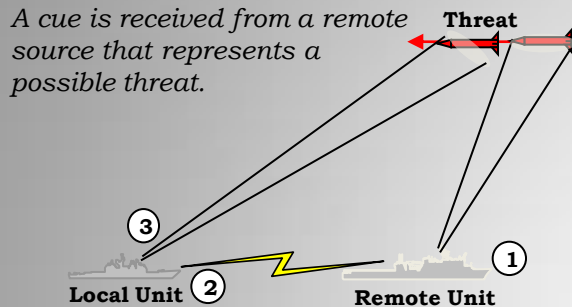 A cue is received from a remote
source that represents a
possible threat.
Threat
3
1
2
Local Unit
Remote Unit